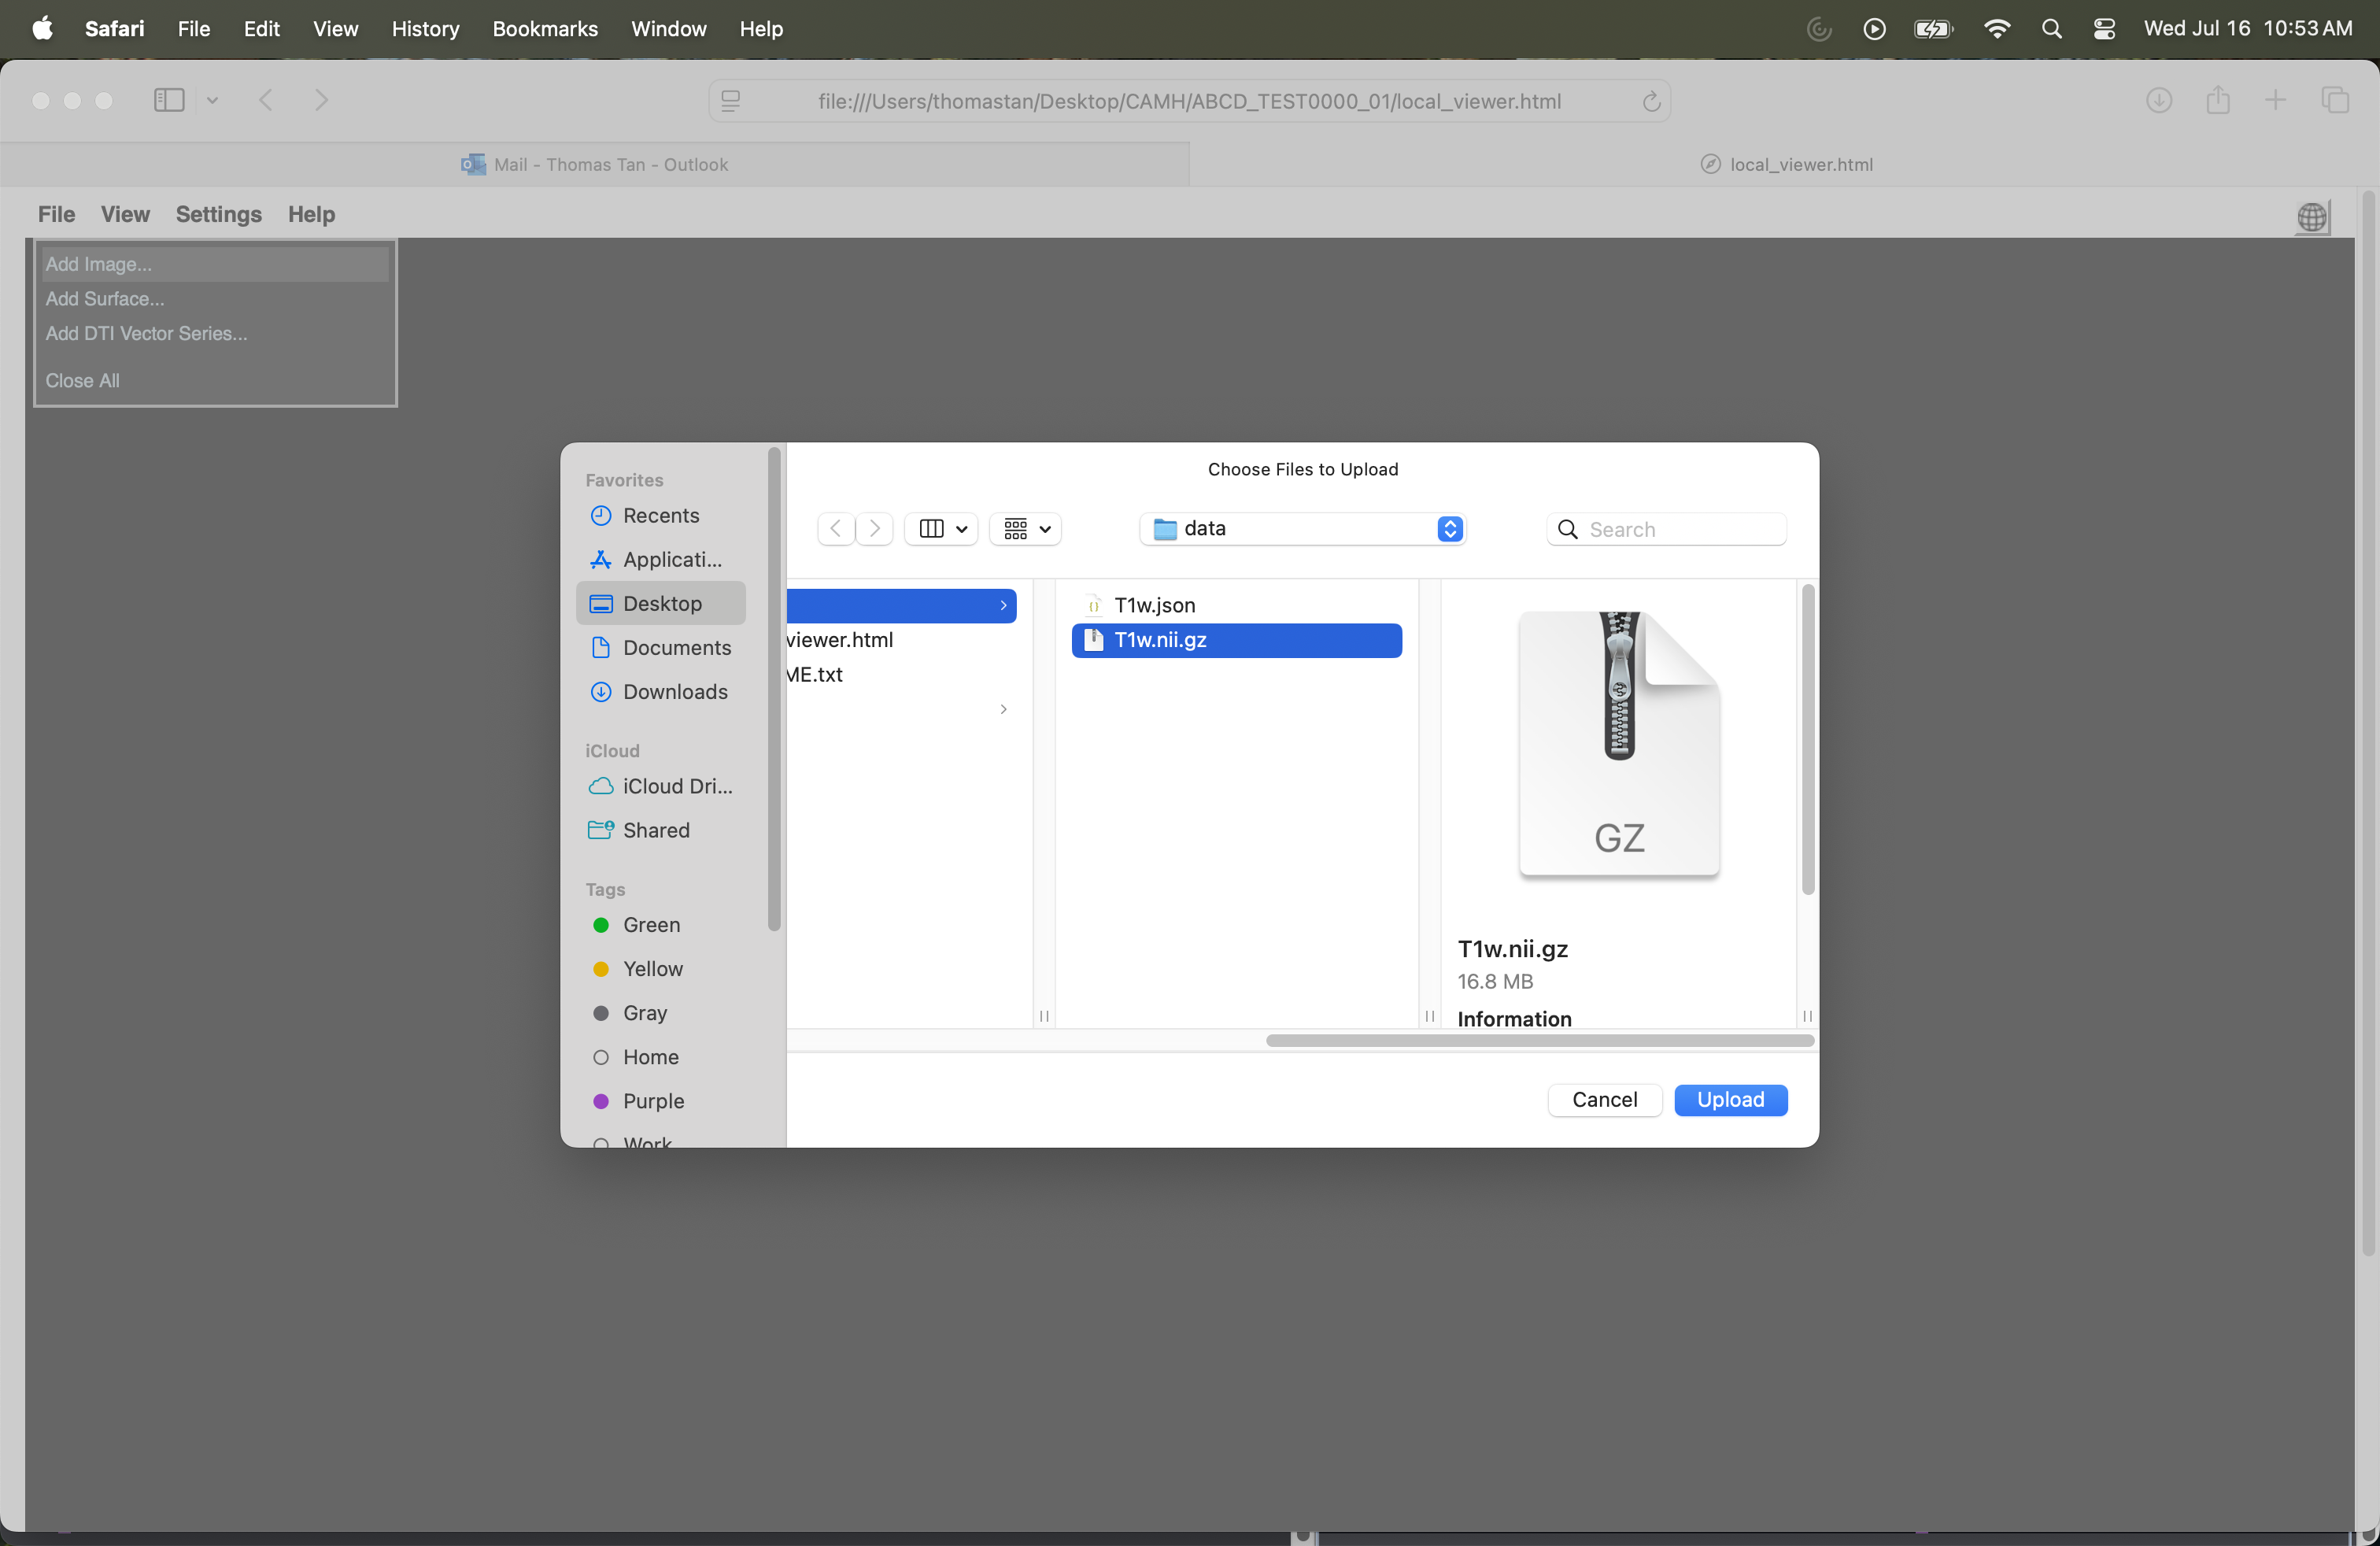 Safari File Edit View History Bookmarks Window Help Wed Jul 16 10:53 AM
file:///Users/thomastan/Desktop/CAMH/ABCD_TEST0000_01/local_viewer.html
Mail - Thomas Tan - Outlook local_viewer.html
File View Settings Help
Add Image...
Add Surface...
Add DTI Vector Series...
Close All
Choose Files to Upload
data
Search
Favorites
Recents
Applicati...
Desktop
Documents
Downloads
iCloud
iCloud Dri...
Shared
Tags
Green
Yellow
Gray
Home
Purple
Work
viewer.html
ME.txt
T1w.json
T1w.nii.gz
GZ
T1w.nii.gz
16.8 MB
Information
Cancel Upload